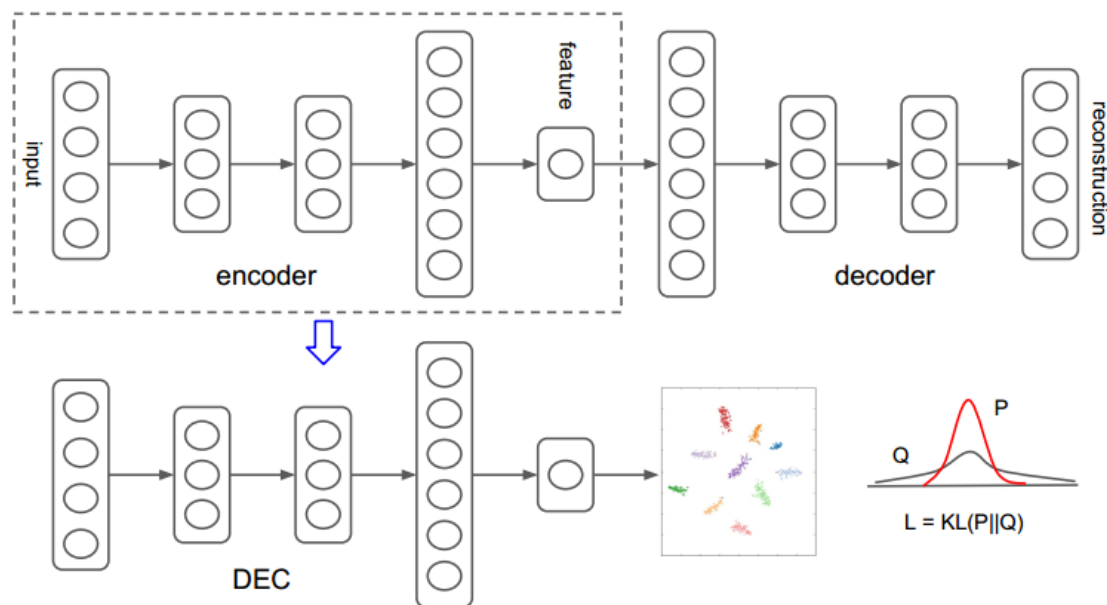 input
encoder
feature
decoder
reconstruction
DEC
Q
P
L = KL(P||Q)